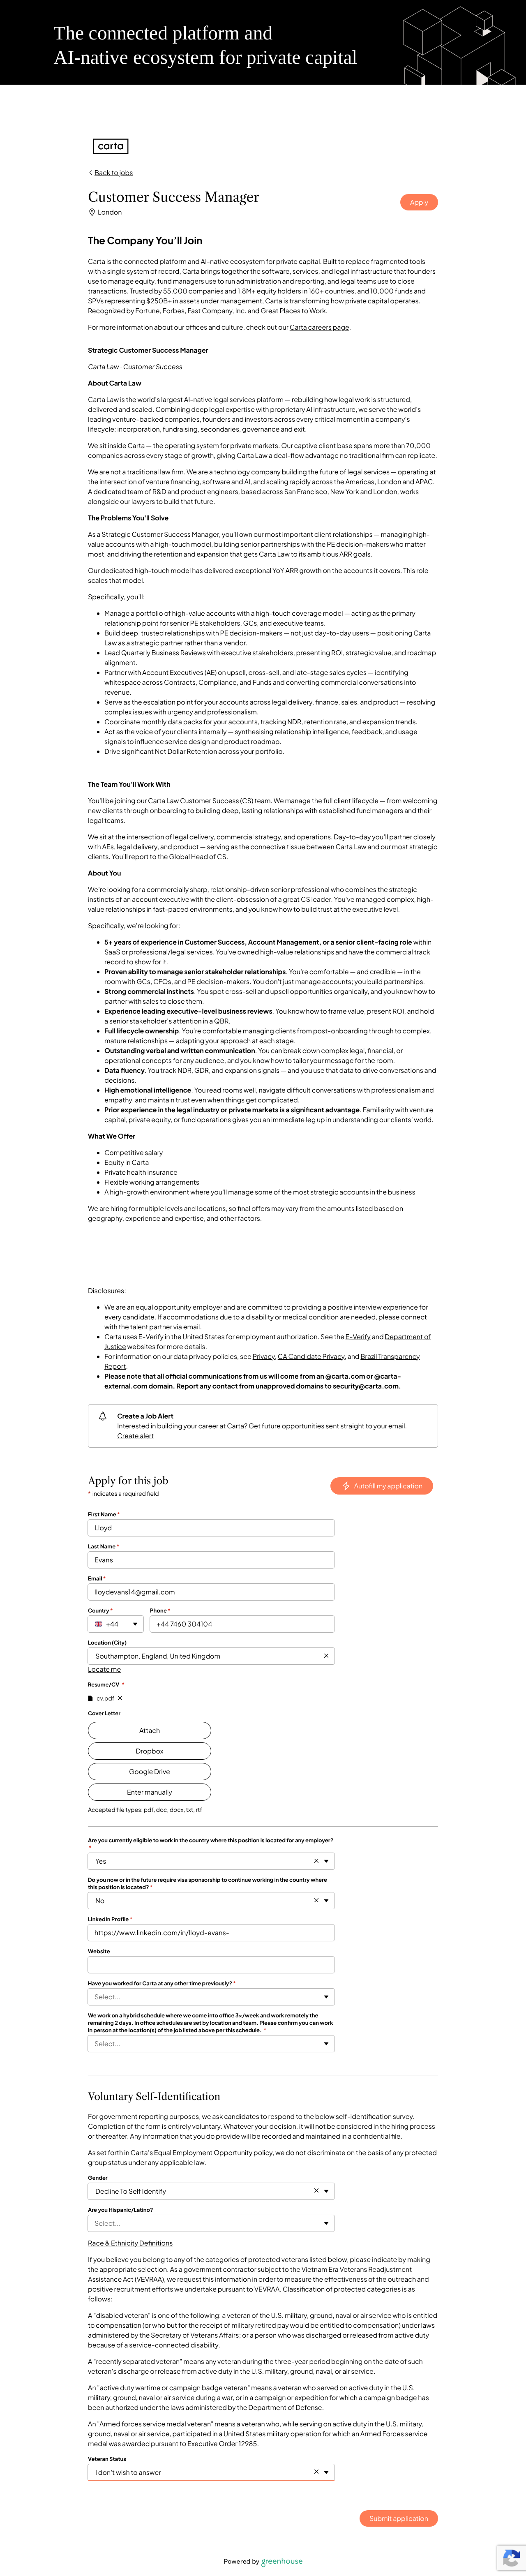 The connected platform and
AI-native ecosystem for private capital
carta
Back to jobs
Customer Success Manager
Apply
London
The Company You'll Join
Carta is the connected platform and AI-native ecosystem for private capital. Built to replace fragmented tools
with a single system of record, Carta brings together the software, services, and legal infrastructure that founders
use to manage equity, fund managers use to run administration and reporting, and legal teams use to close
transactions. Trusted by 55,000 companies and 1.8M+ equity holders in 160+ countries, and 10,000 funds and
SPVs representing $250B+ in assets under management, Carta is transforming how private capital operates.
Recognized by Fortune, Forbes, Fast Company, Inc. and Great Places to Work.
For more information about our offices and culture, check out our Carta careers page.
Strategic Customer Success Manager
Carta Law · Customer Success
About Carta Law
Carta Law is the world's largest AI-native legal services platform — rebuilding how legal work is structured,
delivered and scaled. Combining deep legal expertise with proprietary AI infrastructure, we serve the world's
leading venture-backed companies, founders and investors across every critical moment in a company's
lifecycle: incorporation, fundraising, secondaries, governance and exit.
We sit inside Carta — the operating system for private markets. Our captive client base spans more than 70,000
companies across every stage of growth, giving Carta Law a deal-flow advantage no traditional firm can replicate.
We are not a traditional law firm. We are a technology company building the future of legal services — operating at
the intersection of venture financing, software and AI, and scaling rapidly across the Americas, London and APAC.
A dedicated team of R&D and product engineers, based across San Francisco, New York and London, works
alongside our lawyers to build that future.
The Problems You'll Solve
As a Strategic Customer Success Manager, you'll own our most important client relationships — managing high-
value accounts with a high-touch model, building senior partnerships with the PE decision-makers who matter
most, and driving the retention and expansion that gets Carta Law to its ambitious ARR goals.
Our dedicated high-touch model has delivered exceptional YoY ARR growth on the accounts it covers. This role
scales that model.
Specifically, you'll:
• Manage a portfolio of high-value accounts with a high-touch coverage model — acting as the primary
relationship point for senior PE stakeholders, GCs, and executive teams.
• Build deep, trusted relationships with PE decision-makers — not just day-to-day users — positioning Carta
Law as a strategic partner rather than a vendor.
• Lead Quarterly Business Reviews with executive stakeholders, presenting ROI, strategic value, and roadmap
alignment.
• Partner with Account Executives (AE) on upsell, cross-sell, and late-stage sales cycles — identifying
whitespace across Contracts, Compliance, and Funds and converting commercial conversations into
revenue.
• Serve as the escalation point for your accounts across legal delivery, finance, sales, and product — resolving
complex issues with urgency and professionalism.
• Coordinate monthly data packs for your accounts, tracking NDR, retention rate, and expansion trends.
• Act as the voice of your clients internally — synthesising relationship intelligence, feedback, and usage
signals to influence service design and product roadmap.
• Drive significant Net Dollar Retention across your portfolio.
The Team You'll Work With
You'll be joining our Carta Law Customer Success (CS) team. We manage the full client lifecycle — from welcoming
new clients through onboarding to building deep, lasting relationships with established fund managers and their
legal teams.
We sit at the intersection of legal delivery, commercial strategy, and operations. Day-to-day you'll partner closely
with AEs, legal delivery, and product — serving as the connective tissue between Carta Law and our most strategic
clients. You'll report to the Global Head of CS.
About You
We're looking for a commercially sharp, relationship-driven senior professional who combines the strategic
instincts of an account executive with the client-obsession of a great CS leader. You've managed complex, high-
value relationships in fast-paced environments, and you know how to build trust at the executive level.
Specifically, we're looking for:
• 5+ years of experience in Customer Success, Account Management, or a senior client-facing role within
SaaS or professional/legal services. You've owned high-value relationships and have the commercial track
record to show for it.
• Proven ability to manage senior stakeholder relationships. You're comfortable — and credible — in the
room with GCs, CFOs, and PE decision-makers. You don't just manage accounts; you build partnerships.
• Strong commercial instincts. You spot cross-sell and upsell opportunities organically, and you know how to
partner with sales to close them.
• Experience leading executive-level business reviews. You know how to frame value, present ROI, and hold
a senior stakeholder's attention in a QBR.
• Full lifecycle ownership. You're comfortable managing clients from post-onboarding through to complex,
mature relationships — adapting your approach at each stage.
• Outstanding verbal and written communication. You can break down complex legal, financial, or
operational concepts for any audience, and you know how to tailor your message for the room.
• Data fluency. You track NDR, GDR, and expansion signals — and you use that data to drive conversations and
decisions.
• High emotional intelligence. You read rooms well, navigate difficult conversations with professionalism and
empathy, and maintain trust even when things get complicated.
• Prior experience in the legal industry or private markets is a significant advantage. Familiarity with venture
capital, private equity, or fund operations gives you an immediate leg up in understanding our clients' world.
What We Offer
• Competitive salary
• Equity in Carta
• Private health insurance
• Flexible working arrangements
• A high-growth environment where you'll manage some of the most strategic accounts in the business
We are hiring for multiple levels and locations, so final offers may vary from the amounts listed based on
geography, experience and expertise, and other factors.
Disclosures:
• We are an equal opportunity employer and are committed to providing a positive interview experience for
every candidate. If accommodations due to a disability or medical condition are needed, please connect
with the talent partner via email.
• Carta uses E-Verify in the United States for employment authorization. See the E-Verify and Department of
Justice websites for more details.
• For information on our data privacy policies, see Privacy, CA Candidate Privacy, and Brazil Transparency
Report.
• Please note that all official communications from us will come from an @carta.com or @carta-
external.com domain. Report any contact from unapproved domains to security@carta.com.
Create a Job Alert
Interested in building your career at Carta? Get future opportunities sent straight to your email.
Create alert
Apply for this job
Autofill my application
* indicates a required field
First Name *
Lloyd
Last Name *
Evans
Email *
lloydevans14@gmail.com
Country * Phone *
+44 +44 7460 304104
Location (City)
Southampton, England, United Kingdom
Locate me
Resume/CV *
cv.pdf
Cover Letter
Attach
Dropbox
Google Drive
Enter manually
Accepted file types: pdf, doc, docx, txt, rtf
Are you currently eligible to work in the country where this position is located for any employer?
*
Yes
Do you now or in the future require visa sponsorship to continue working in the country where
this position is located? *
No
LinkedIn Profile *
https://www.linkedin.com/in/lloyd-evans-
Website
Have you worked for Carta at any other time previously? *
Select...
We work on a hybrid schedule where we come into office 3x/week and work remotely the
remaining 2 days. In office schedules are set by location and team. Please confirm you can work
in person at the location(s) of the job listed above per this schedule. *
Select...
Voluntary Self-Identification
For government reporting purposes, we ask candidates to respond to the below self-identification survey.
Completion of the form is entirely voluntary. Whatever your decision, it will not be considered in the hiring process
or thereafter. Any information that you do provide will be recorded and maintained in a confidential file.
As set forth in Carta's Equal Employment Opportunity policy, we do not discriminate on the basis of any protected
group status under any applicable law.
Gender
Decline To Self Identify
Are you Hispanic/Latino?
Select...
Race & Ethnicity Definitions
If you believe you belong to any of the categories of protected veterans listed below, please indicate by making
the appropriate selection. As a government contractor subject to the Vietnam Era Veterans Readjustment
Assistance Act (VEVRAA), we request this information in order to measure the effectiveness of the outreach and
positive recruitment efforts we undertake pursuant to VEVRAA. Classification of protected categories is as
follows:
A "disabled veteran" is one of the following: a veteran of the U.S. military, ground, naval or air service who is entitled
to compensation (or who but for the receipt of military retired pay would be entitled to compensation) under laws
administered by the Secretary of Veterans Affairs; or a person who was discharged or released from active duty
because of a service-connected disability.
A "recently separated veteran" means any veteran during the three-year period beginning on the date of such
veteran's discharge or release from active duty in the U.S. military, ground, naval, or air service.
An "active duty wartime or campaign badge veteran" means a veteran who served on active duty in the U.S.
military, ground, naval or air service during a war, or in a campaign or expedition for which a campaign badge has
been authorized under the laws administered by the Department of Defense.
An "Armed forces service medal veteran" means a veteran who, while serving on active duty in the U.S. military,
ground, naval or air service, participated in a United States military operation for which an Armed Forces service
medal was awarded pursuant to Executive Order 12985.
Veteran Status
I don't wish to answer
Submit application
Powered by greenhouse